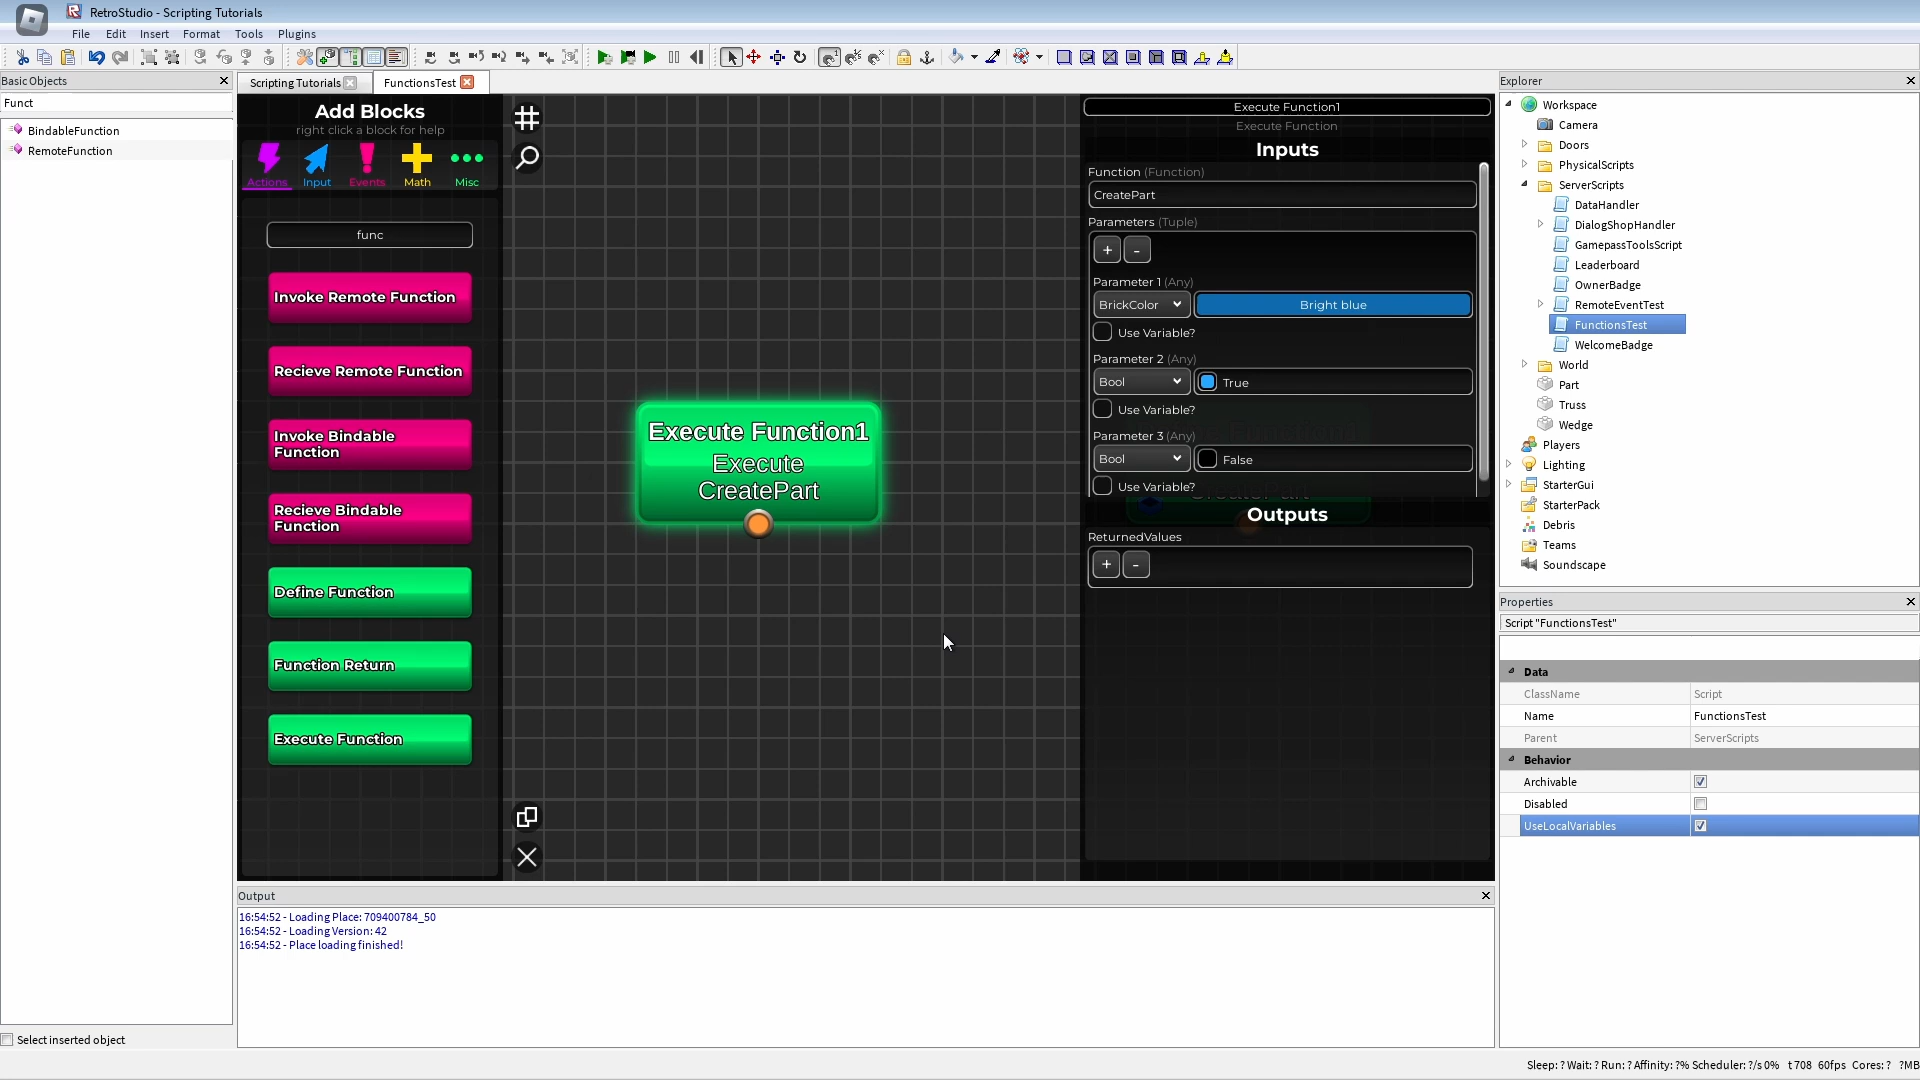 RetroStudio - Scripting Tutorials
File Edit Insert Format Tools Plugins
Basic Objects
Funct
BindableFunction
RemoteFunction
Select inserted object
Scripting Tutorials
FunctionsTest
Add Blocks
right click a block for help
Actions Input Events Math Misc
func
Invoke Remote Function
Recieve Remote Function
Invoke Bindable
Function
Recieve Bindable
Function
Define Function
Function Return
Execute Function
Execute Function1
Execute
CreatePart
Execute Function1
Execute Function
Inputs
Function (Function)
CreatePart
Parameters (Tuple)
+ -
Parameter 1 (Any)
BrickColor Bright blue
Use Variable?
Parameter 2 (Any)
Bool True
Use Variable?
Parameter 3 (Any)
Bool False
Use Variable?
Outputs
ReturnedValues
+ -
Output
16:54:52 - Loading Place: 709400784_50
16:54:52 - Loading Version: 42
16:54:52 - Place loading finished!
Explorer
Workspace
Camera
Doors
PhysicalScripts
ServerScripts
DataHandler
DialogShopHandler
GamepassToolsScript
Leaderboard
OwnerBadge
RemoteEventTest
FunctionsTest
WelcomeBadge
World
Part
Truss
Wedge
Players
Lighting
StarterGui
StarterPack
Debris
Teams
Soundscape
Properties
Script "FunctionsTest"
Data
ClassName Script
Name FunctionsTest
Parent ServerScripts
Behavior
Archivable
Disabled
UseLocalVariables
Sleep: ? Wait: ? Run: ? Affinity: ?% Scheduler: ?/s 0% t 708 60fps Cores: ? ?MB